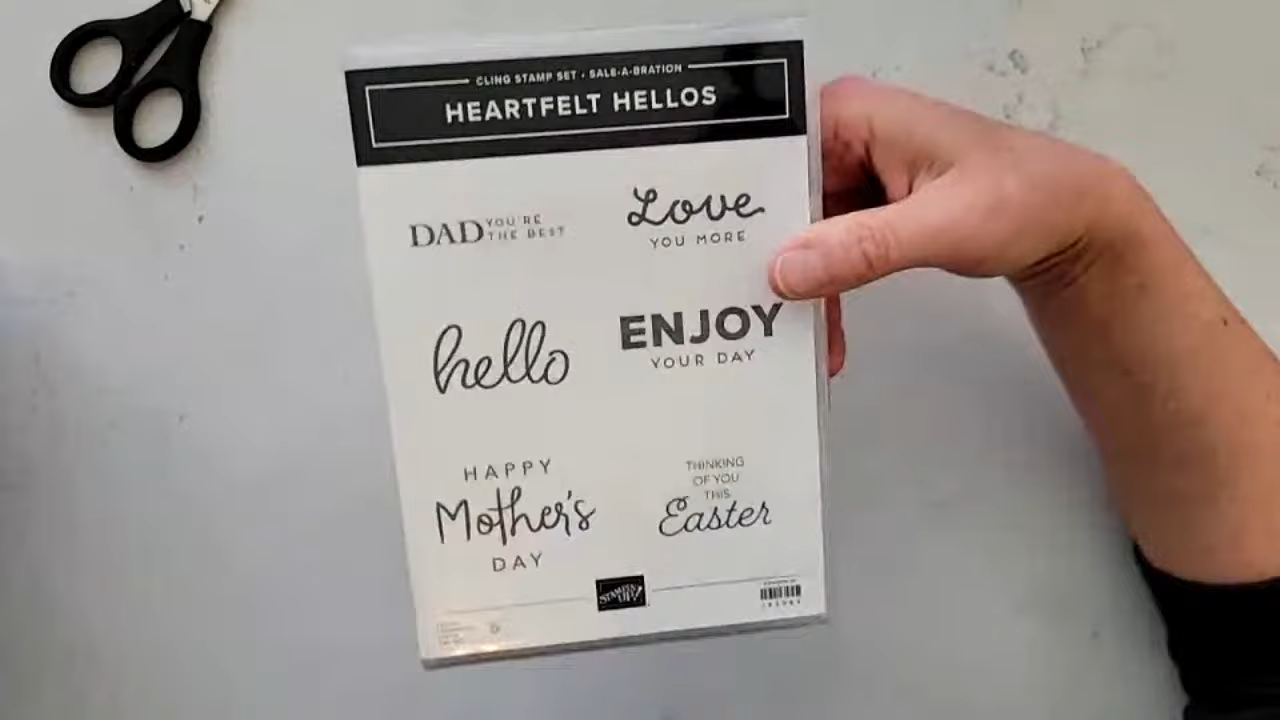 CLING STAMP SET • SALE-A-BRATION
HEARTFELT HELLOS
DAD YOU'RE
THE BEST
Love
YOU MORE
hello
ENJOY
YOUR DAY
HAPPY
Mother's
DAY
THINKING
OF YOU
THIS
Easter
STAMPIN'
UP!